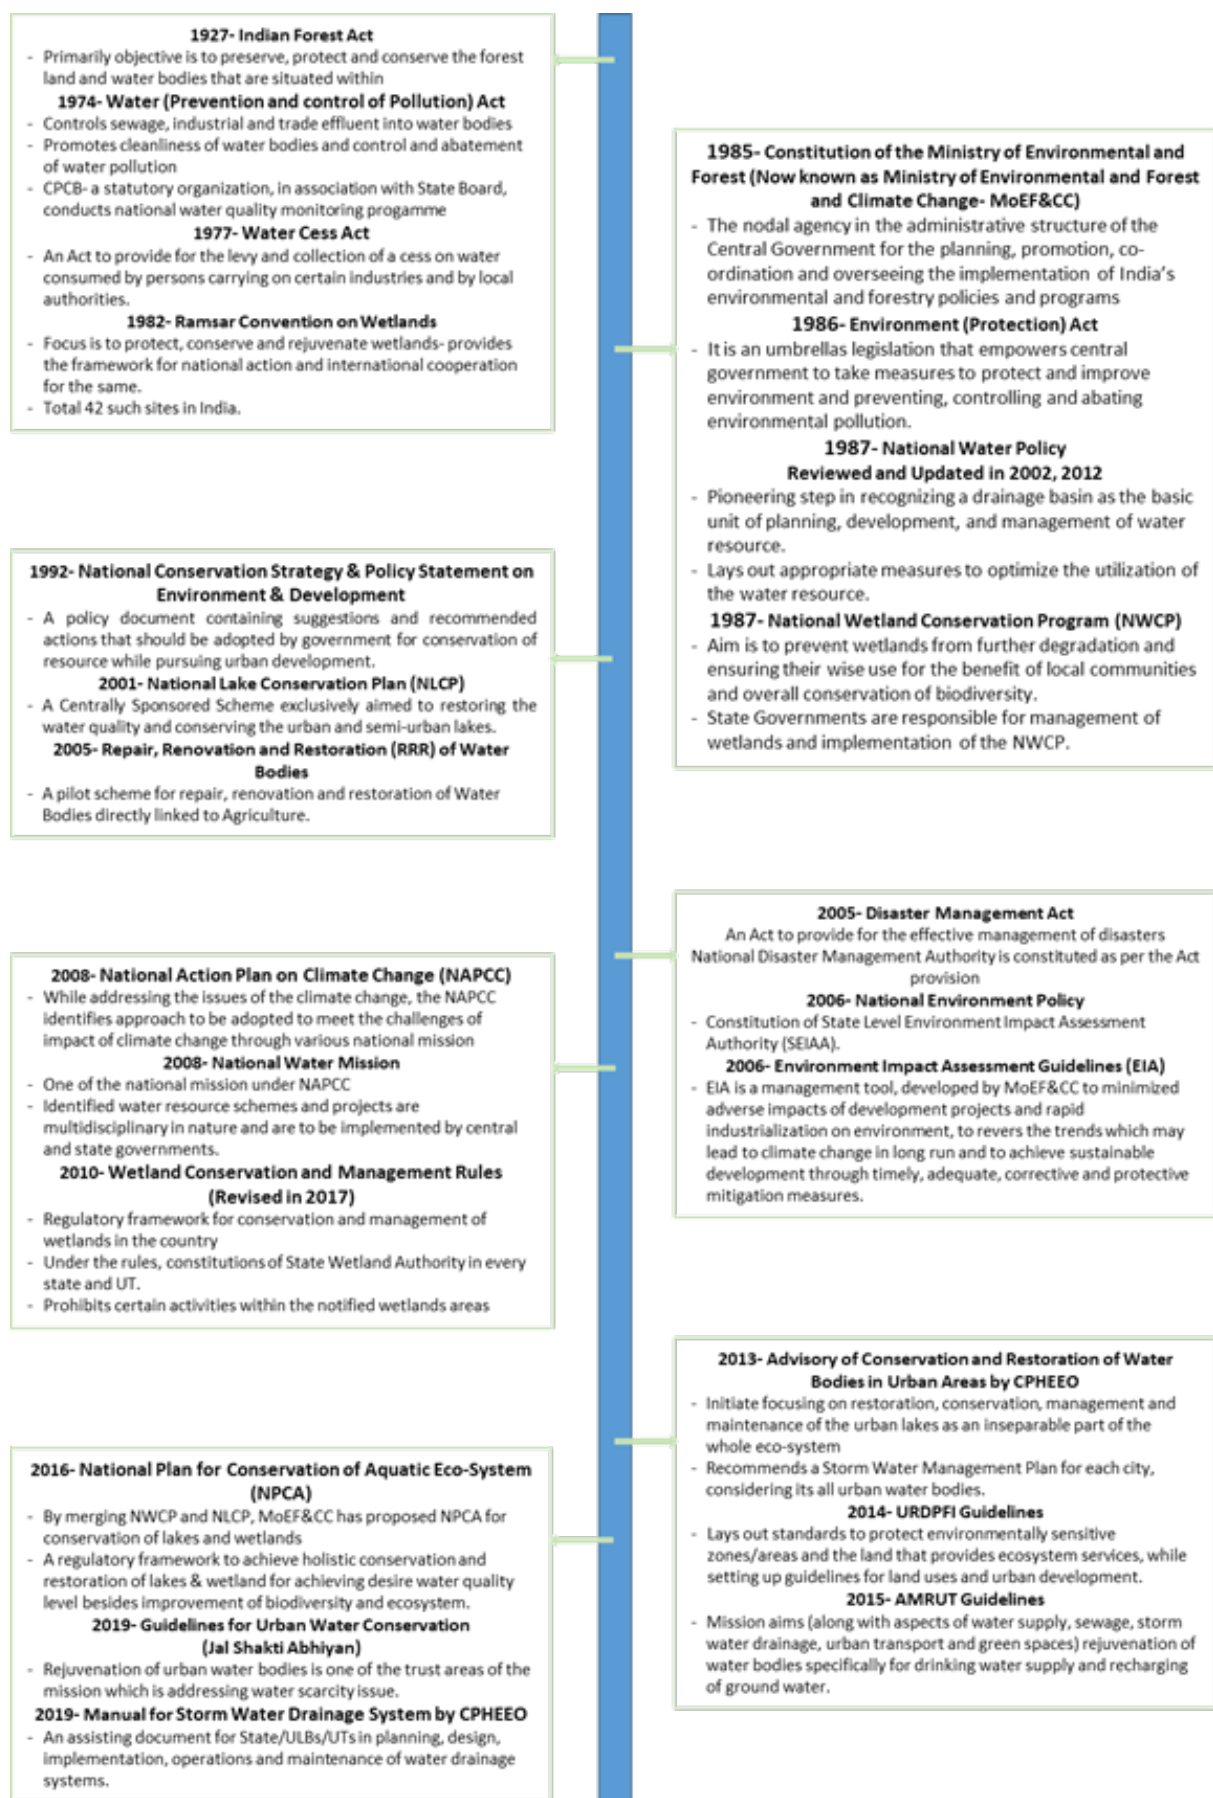 1927- Indian Forest Act
- Primarily objective is to preserve, protect and conserve the forest
land and water bodies that are situated within
1974- Water (Prevention and control of Pollution) Act
- Controls sewage, industrial and trade effluent into water bodies
- Promotes cleanliness of water bodies and control and abatement
of water pollution
- CPCB- a statutory organization, in association with State Board,
conducts national water quality monitoring progamme
1977- Water Cess Act
- An Act to provide for the levy and collection of a cess on water
consumed by persons carrying on certain industries and by local
authorities.
1982- Ramsar Convention on Wetlands
- Focus is to protect, conserve and rejuvenate wetlands- provides
the framework for national action and international cooperation
for the same.
- Total 42 such sites in India.
1985- Constitution of the Ministry of Environmental and
Forest (Now known as Ministry of Environmental and Forest
and Climate Change- MoEF&CC)
- The nodal agency in the administrative structure of the
Central Government for the planning, promotion, co-
ordination and overseeing the implementation of India's
environmental and forestry policies and programs
1986- Environment (Protection) Act
- It is an umbrellas legislation that empowers central
government to take measures to protect and improve
environment and preventing, controlling and abating
environmental pollution.
1987- National Water Policy
Reviewed and Updated in 2002, 2012
- Pioneering step in recognizing a drainage basin as the basic
unit of planning, development, and management of water
resource.
- Lays out appropriate measures to optimize the utilization of
the water resource.
1987- National Wetland Conservation Program (NWCP)
- Aim is to prevent wetlands from further degradation and
ensuring their wise use for the benefit of local communities
and overall conservation of biodiversity.
- State Governments are responsible for management of
wetlands and implementation of the NWCP.
1992- National Conservation Strategy & Policy Statement on
Environment & Development
- A policy document containing suggestions and recommended
actions that should be adopted by government for conservation of
resource while pursuing urban development.
2001- National Lake Conservation Plan (NLCP)
- A Centrally Sponsored Scheme exclusively aimed to restoring the
water quality and conserving the urban and semi-urban lakes.
2005- Repair, Renovation and Restoration (RRR) of Water
Bodies
- A pilot scheme for repair, renovation and restoration of Water
Bodies directly linked to Agriculture.
2005- Disaster Management Act
An Act to provide for the effective management of disasters
National Disaster Management Authority is constituted as per the Act
provision
2006- National Environment Policy
- Constitution of State Level Environment Impact Assessment
Authority (SEIAA).
2006- Environment Impact Assessment Guidelines (EIA)
- EIA is a management tool, developed by MoEF&CC to minimized
adverse impacts of development projects and rapid
industrialization on environment, to revers the trends which may
lead to climate change in long run and to achieve sustainable
development through timely, adequate, corrective and protective
mitigation measures.
2008- National Action Plan on Climate Change (NAPCC)
- While addressing the issues of the climate change, the NAPCC
identifies approach to be adopted to meet the challenges of
impact of climate change through various national mission
2008- National Water Mission
- One of the national mission under NAPCC
- Identified water resource schemes and projects are
multidisciplinary in nature and are to be implemented by central
and state governments.
2010- Wetland Conservation and Management Rules
(Revised in 2017)
- Regulatory framework for conservation and management of
wetlands in the country
- Under the rules, constitutions of State Wetland Authority in every
state and UT.
- Prohibits certain activities within the notified wetlands areas
2013- Advisory of Conservation and Restoration of Water
Bodies in Urban Areas by CPHEEO
- Initiate focusing on restoration, conservation, management and
maintenance of the urban lakes as an inseparable part of the
whole eco-system
- Recommends a Storm Water Management Plan for each city,
considering its all urban water bodies.
2014- URDPFI Guidelines
- Lays out standards to protect environmentally sensitive
zones/areas and the land that provides ecosystem services, while
setting up guidelines for land uses and urban development.
2015- AMRUT Guidelines
- Mission aims (along with aspects of water supply, sewage, storm
water drainage, urban transport and green spaces) rejuvenation of
water bodies specifically for drinking water supply and recharging
of ground water.
2016- National Plan for Conservation of Aquatic Eco-System
(NPCA)
- By merging NWCP and NLCP, MoEF&CC has proposed NPCA for
conservation of lakes and wetlands
- A regulatory framework to achieve holistic conservation and
restoration of lakes & wetland for achieving desire water quality
level besides improvement of biodiversity and ecosystem.
2019- Guidelines for Urban Water Conservation
(Jal Shakti Abhiyan)
- Rejuvenation of urban water bodies is one of the trust areas of the
mission which is addressing water scarcity issue.
2019- Manual for Storm Water Drainage System by CPHEEO
- An assisting document for State/ULBs/UTs in planning, design,
implementation, operations and maintenance of water drainage
systems.